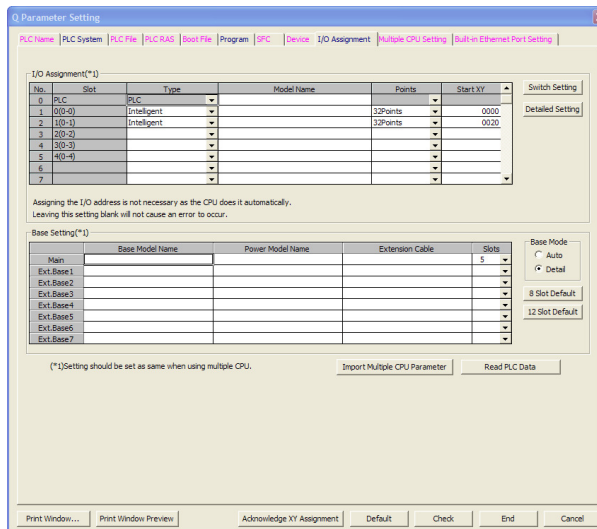 Q Parameter Setting
PLC Name PLC System PLC File PLC RAS Boot File Program SFC Device I/O Assignment Multiple CPU Setting Built-in Ethernet Port Setting
I/O Assignment(*1)
No. Slot Type Model Name Points Start XY
0 PLC PLC
1 0(0-0) Intelligent 32Points 0000
2 1(0-1) Intelligent 32Points 0020
3 2(0-2)
4 3(0-3)
5 4(0-4)
6
7
Switch Setting
Detailed Setting
Assigning the I/O address is not necessary as the CPU does it automatically.
Leaving this setting blank will not cause an error to occur.
Base Setting(*1)
Base Model Name Power Model Name Extension Cable Slots
Main 5
Ext.Base1
Ext.Base2
Ext.Base3
Ext.Base4
Ext.Base5
Ext.Base6
Ext.Base7
Base Mode
Auto
Detail
8 Slot Default
12 Slot Default
(*1)Setting should be set as same when using multiple CPU.
Import Multiple CPU Parameter Read PLC Data
Print Window... Print Window Preview Acknowledge XY Assignment Default Check End Cancel